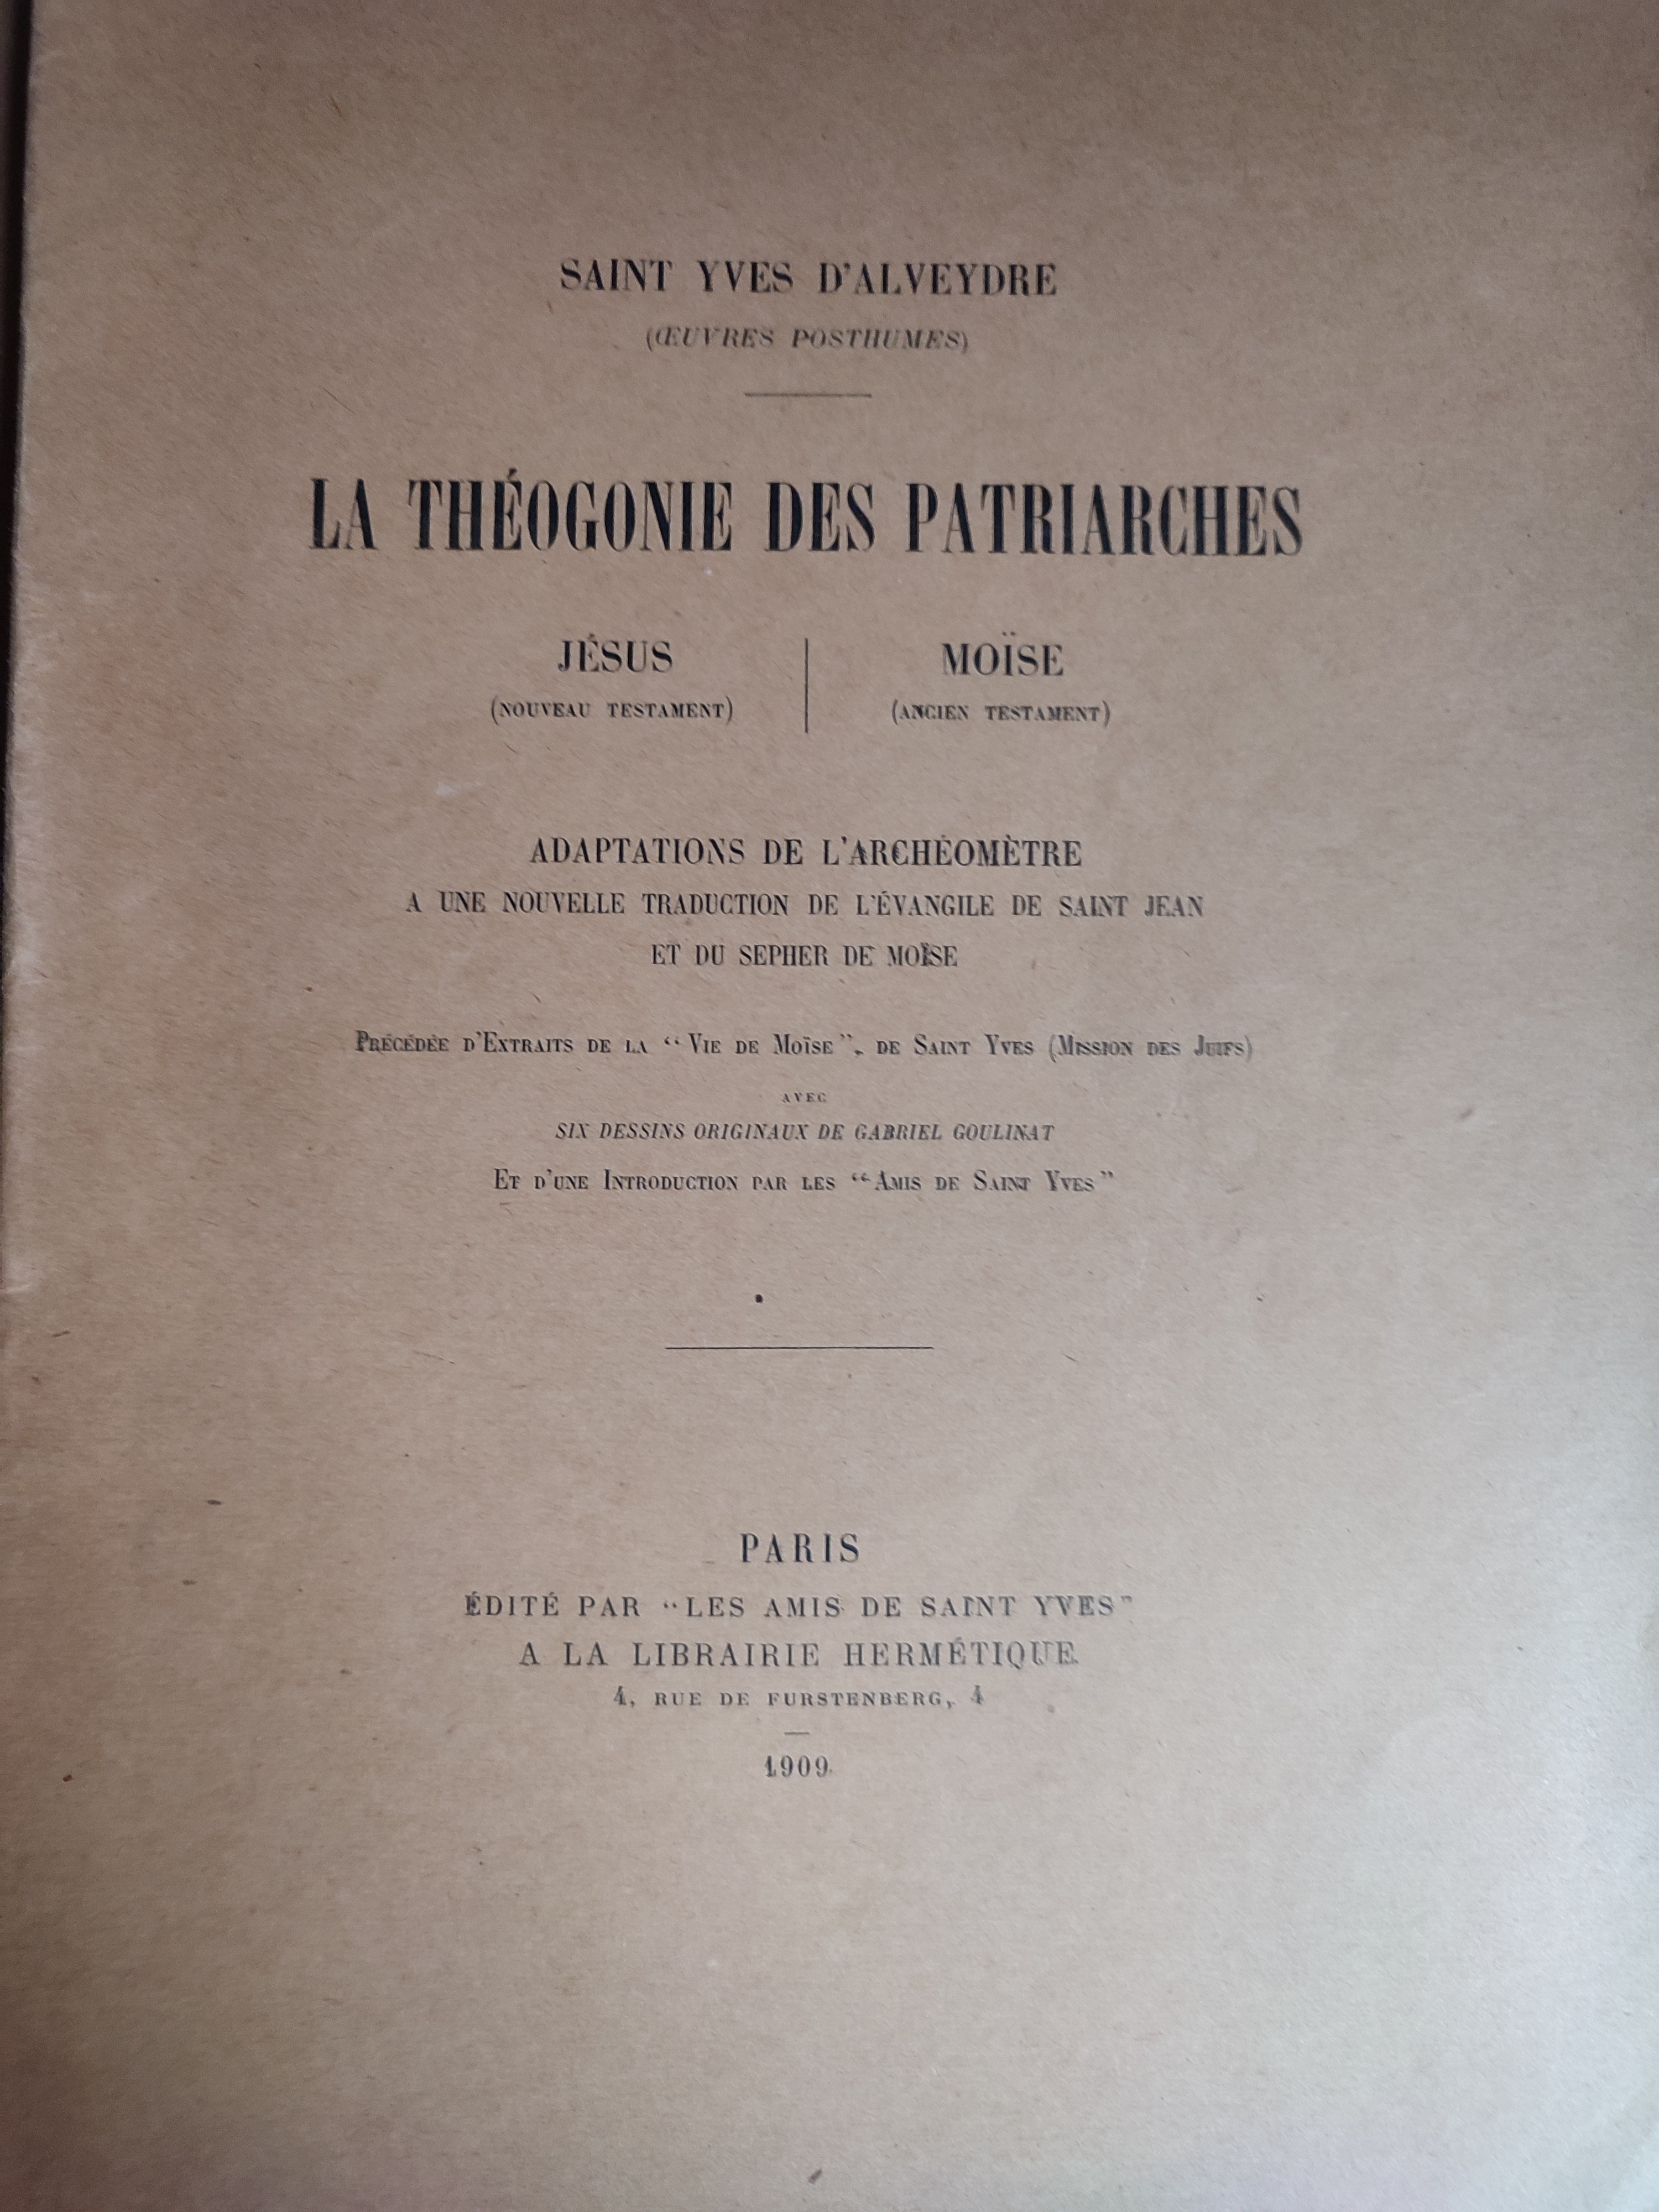 SAINT YVES D'ALVEYDRE
(ŒUVRES POSTHUMES)
LA THÉOGONIE DES PATRIARCHES
JÉSUS
(NOUVEAU TESTAMENT)
MOÏSE
(ANCIEN TESTAMENT)
ADAPTATIONS DE L'ARCHÉOMÈTRE
A UNE NOUVELLE TRADUCTION DE L'ÉVANGILE DE SAINT JEAN
ET DU SEPHER DE MOÏSE
PRÉCÉDÉE D'EXTRAITS DE LA “VIE DE MOÏSE”, DE SAINT YVES (MISSION DES JUIFS)
AVEC
SIX DESSINS ORIGINAUX DE GABRIEL GOULINAT
ET D'UNE INTRODUCTION PAR LES “AMIS DE SAINT YVES”
PARIS
ÉDITÉ PAR “LES AMIS DE SAINT YVES”
A LA LIBRAIRIE HERMÉTIQUE
4, RUE DE FURSTENBERG, 4
1909